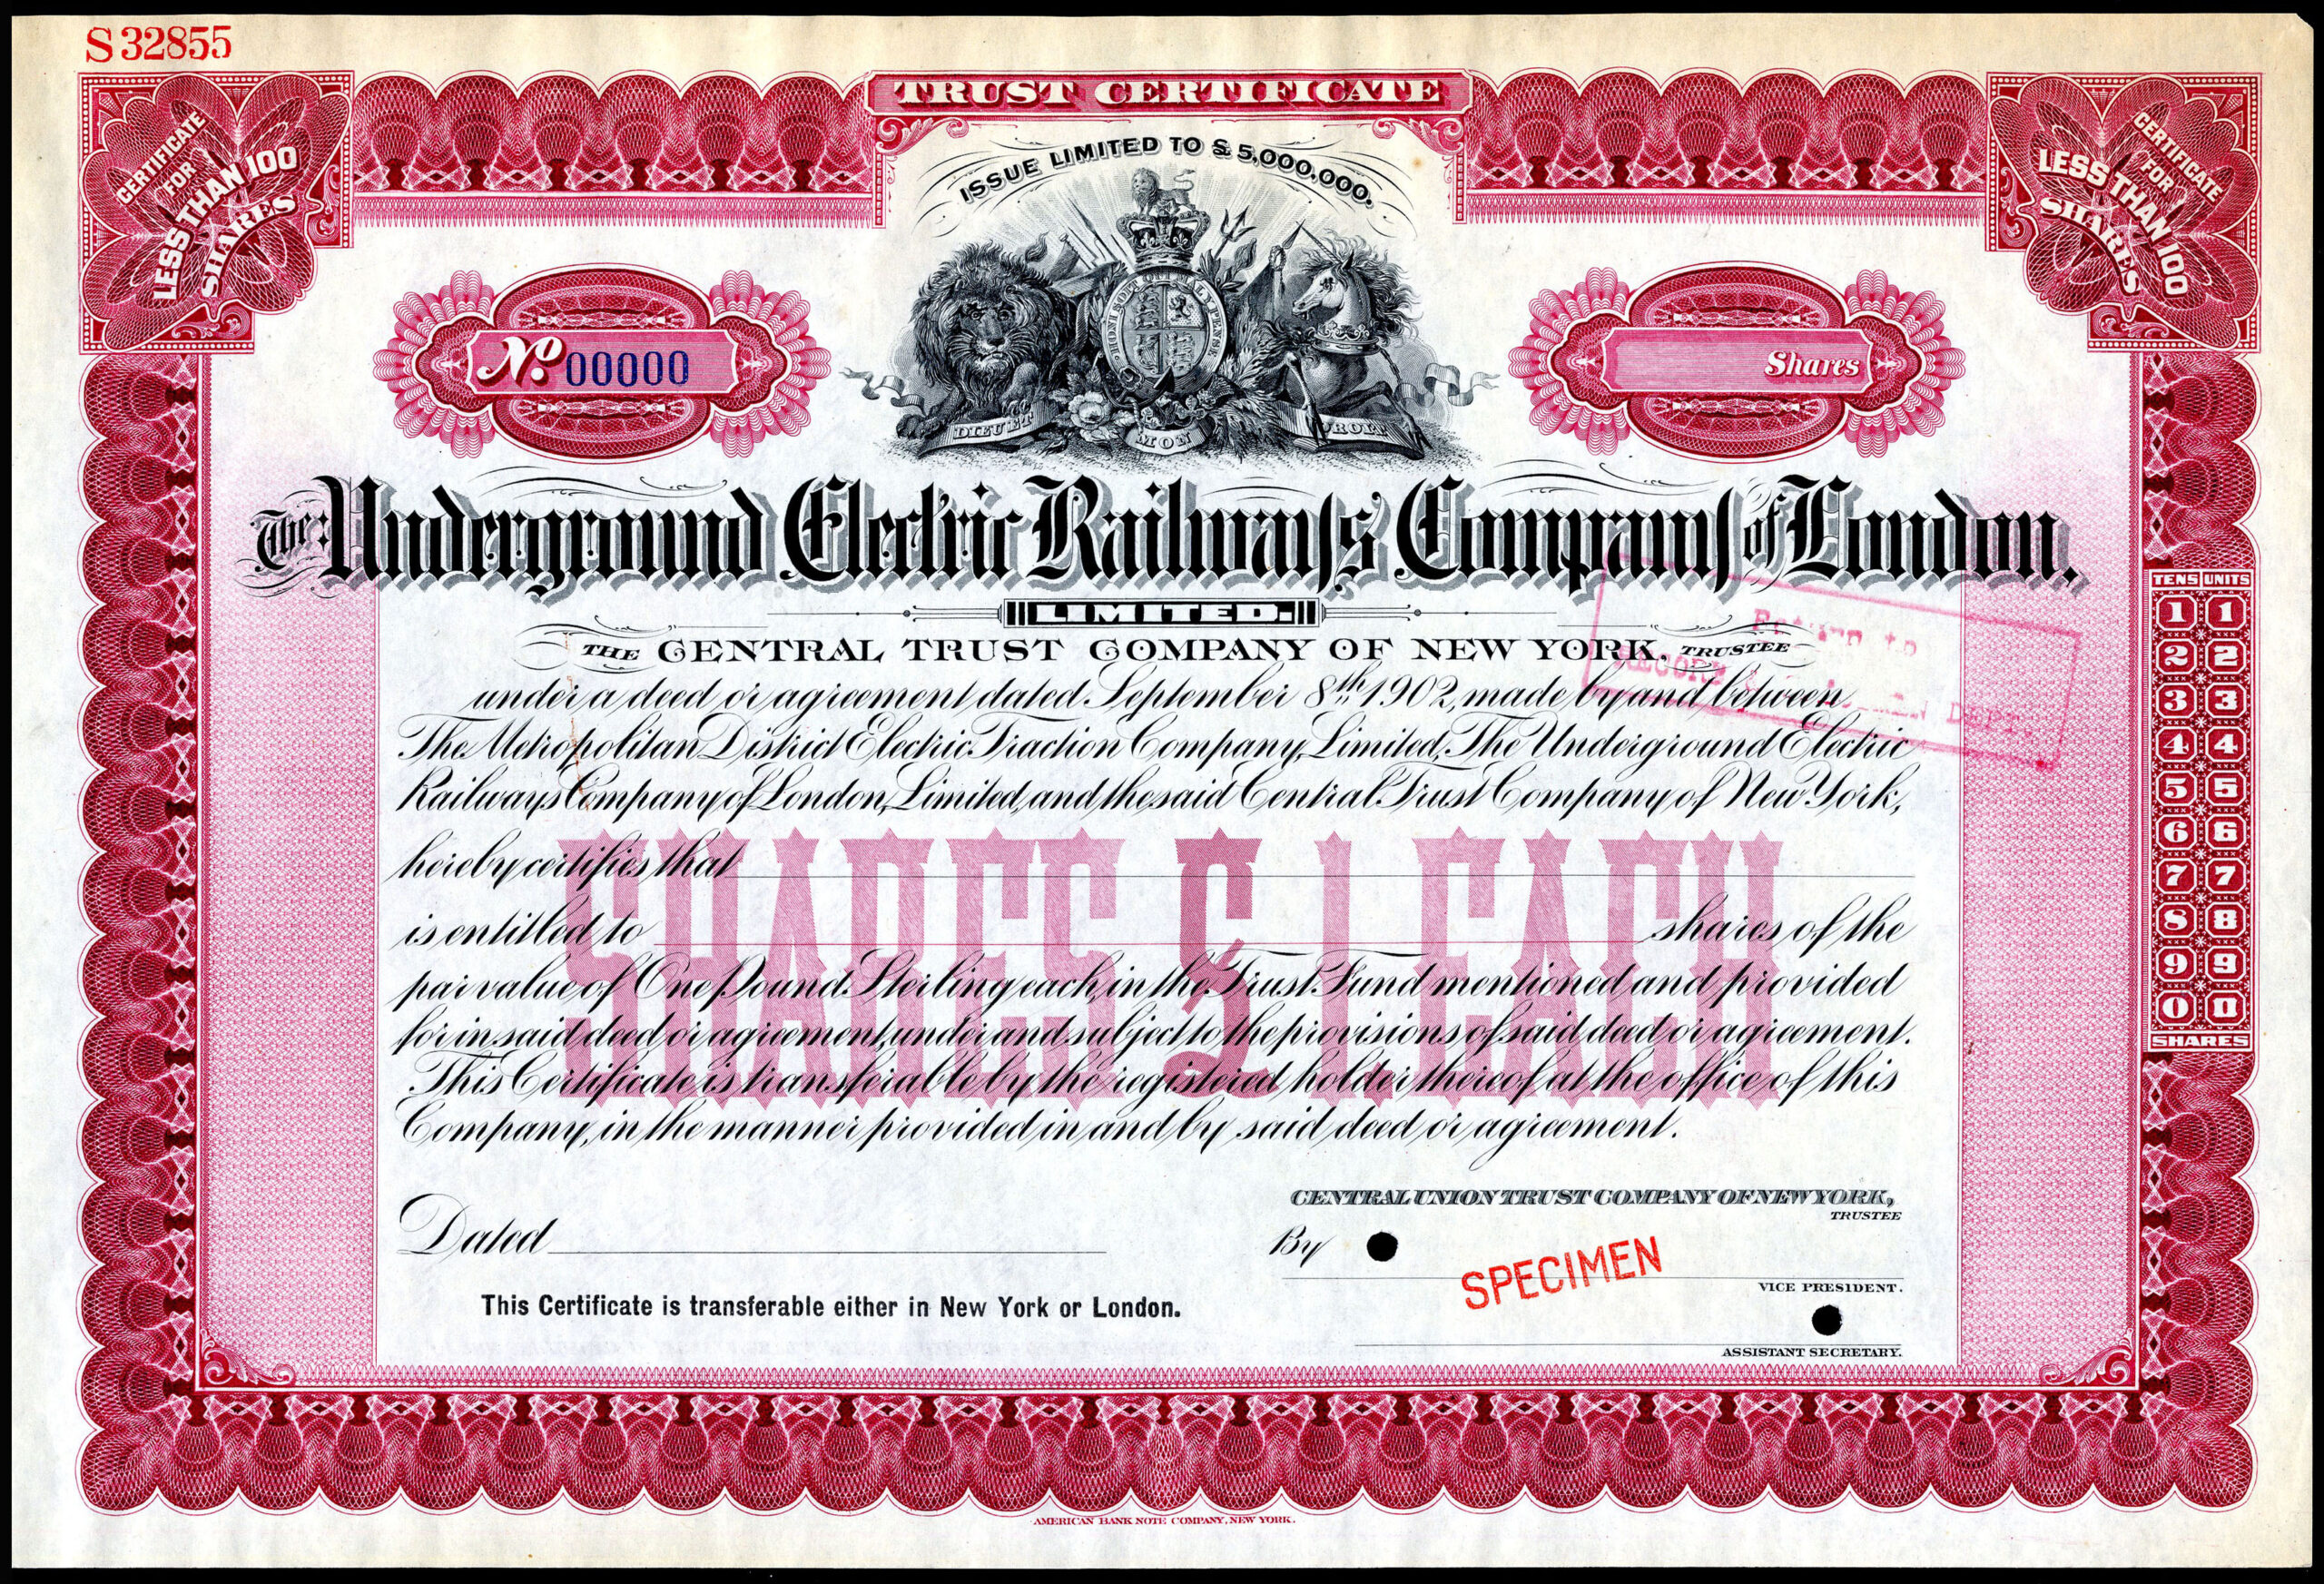 S 32855
TRUST CERTIFICATE
CERTIFICATE
FOR
LESS THAN 100
SHARES
ISSUE LIMITED TO $5,000,000.
CERTIFICATE
FOR
LESS THAN 100
SHARES
HONI SOIT QUI MAL Y PENSE
No. 00000
Shares
DIEU ET
MON
DROIT
The Underground Electric Railways Company of London.
LIMITED.
THE CENTRAL TRUST COMPANY OF NEW YORK, TRUSTEE
under a deed or agreement dated September 8th 1902, made by and between
The Metropolitan District Electric Traction Company, Limited, The Underground Electric
Railways Company of London, Limited, and the said Central Trust Company of New York,
hereby certifies that
SHARES £1. EACH
is entitled to shares of the
par value of One Pound Sterling each, in the Trust Fund mentioned and provided
for in said deed or agreement, under and subject to the provisions of said deed or agreement.
This Certificate is transferable by the registered holder thereof at the office of this
Company, in the manner provided in and by said deed or agreement.
DEPT.
TENS UNITS
1 1
2 2
3 3
4 4
5 5
6 6
7 7
8 8
9 9
0 0
SHARES
CENTRAL UNION TRUST COMPANY OF NEW YORK,
TRUSTEE
Dated
By
SPECIMEN
VICE PRESIDENT.
This Certificate is transferable either in New York or London.
ASSISTANT SECRETARY.
AMERICAN BANK NOTE COMPANY, NEW YORK.